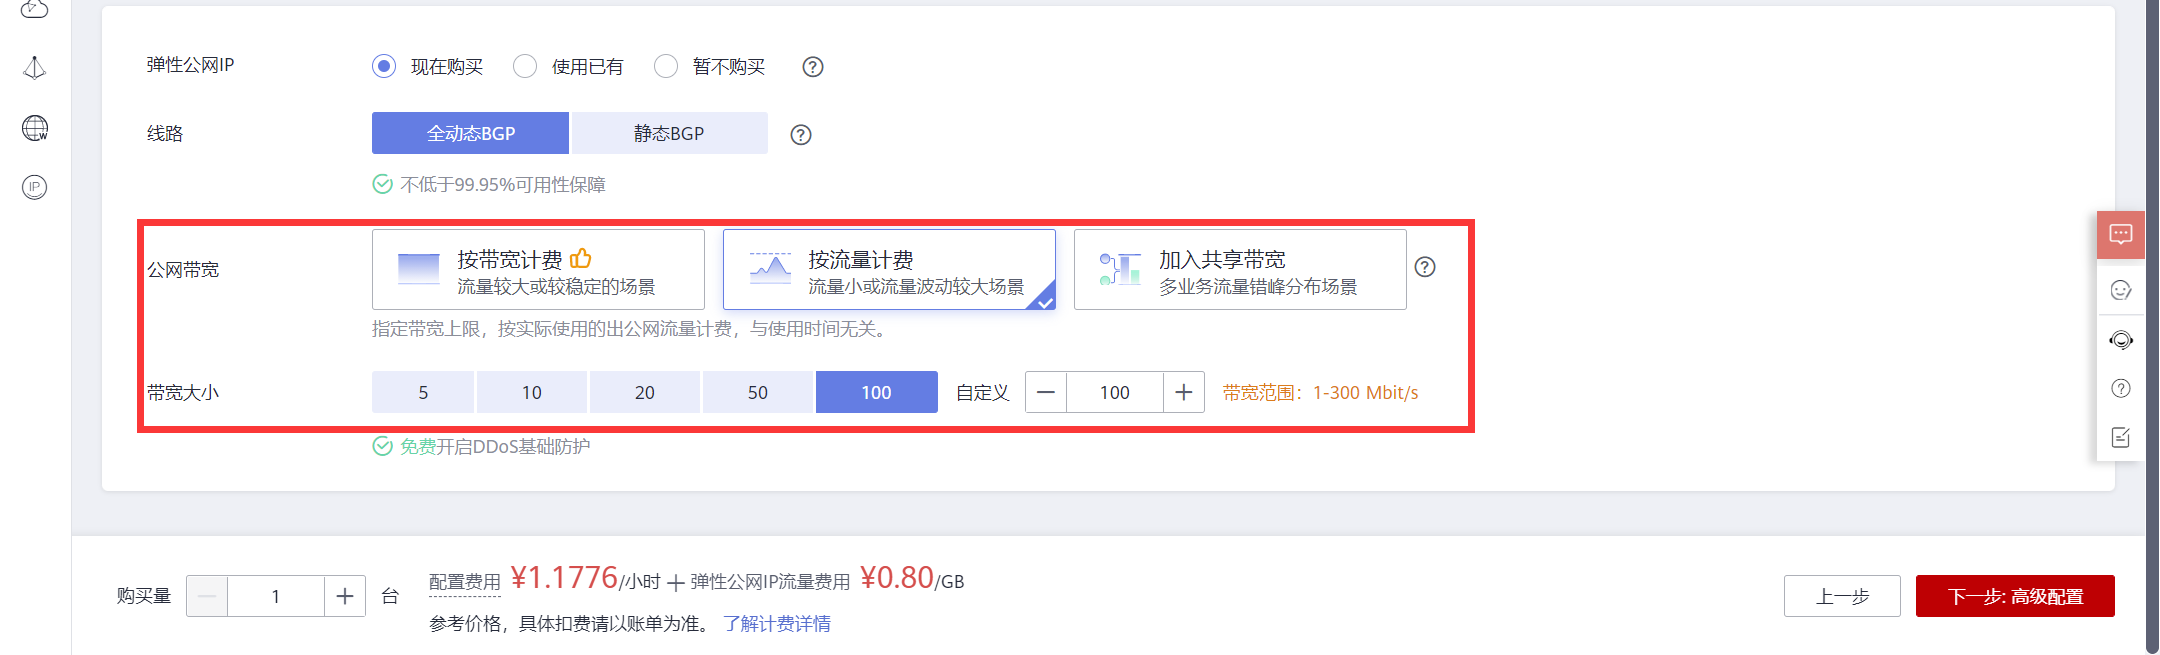 弹性公网IP 现在购买 使用已有 暂不购买 ?
线路 全动态BGP 静态BGP ?
不低于99.95%可用性保障
公网带宽 按带宽计费 按流量计费 加入共享带宽 ?
流量较大或较稳定的场景 流量小或流量波动较大场景 多业务流量错峰分布场景
指定带宽上限，按实际使用的出公网流量计费，与使用时间无关。
带宽大小 5 10 20 50 100 自定义 — 100 + 带宽范围：1-300 Mbit/s
免费开启DDoS基础防护
购买量 — 1 + 台 配置费用 ¥1.1776/小时 + 弹性公网IP流量费用 ¥0.80/GB
参考价格，具体扣费请以账单为准。 了解计费详情
上一步 下一步: 高级配置
W
IP
?